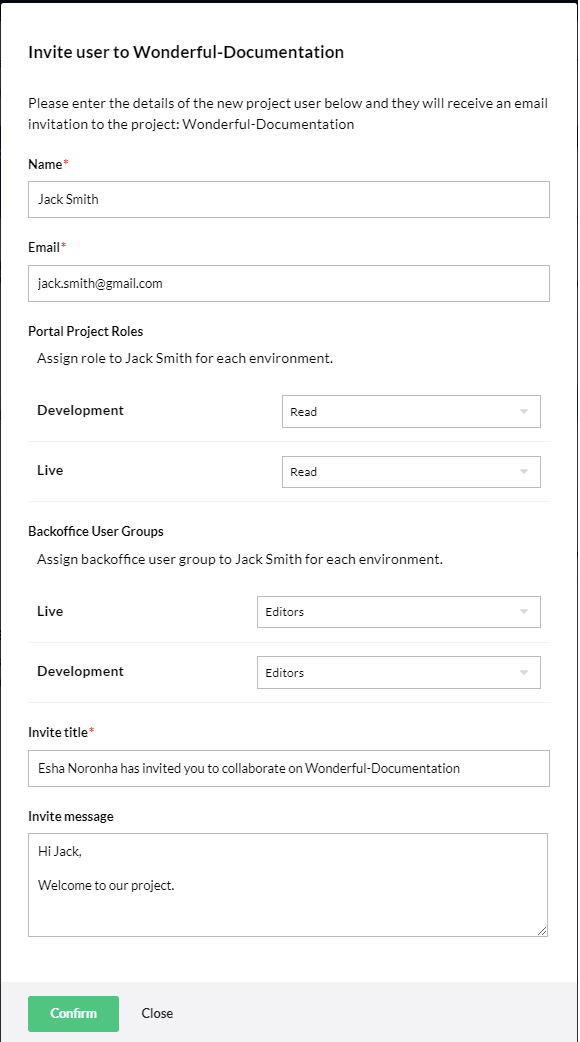 Invite user to Wonderful-Documentation
Please enter the details of the new project user below and they will receive an email
invitation to the project: Wonderful-Documentation
Name*
Jack Smith
Email*
jack.smith@gmail.com
Portal Project Roles
Assign role to Jack Smith for each environment.
Development Read
Live Read
Backoffice User Groups
Assign backoffice user group to Jack Smith for each environment.
Live Editors
Development Editors
Invite title*
Esha Noronha has invited you to collaborate on Wonderful-Documentation
Invite message
Hi Jack,
Welcome to our project.
Confirm Close